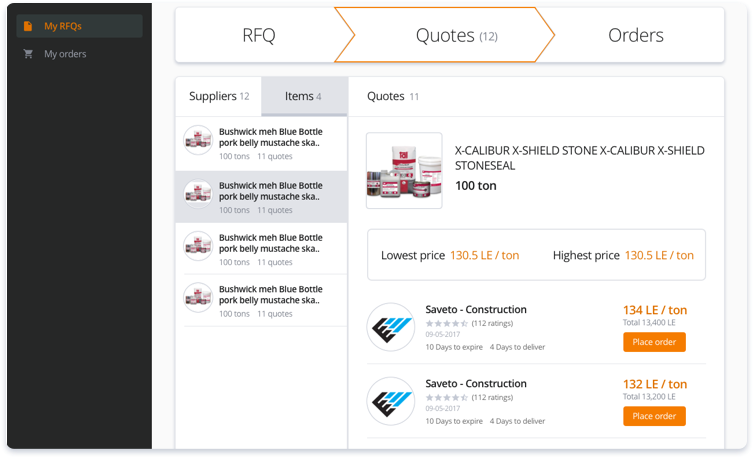 My RFQs
My orders
RFQ
Quotes (12)
Orders
Suppliers 12
Items 4
Quotes 11
Bushwick meh Blue Bottle
pork belly mustache ska..
100 tons 11 quotes
Bushwick meh Blue Bottle
pork belly mustache ska..
100 tons 11 quotes
Bushwick meh Blue Bottle
pork belly mustache ska..
100 tons 11 quotes
Bushwick meh Blue Bottle
pork belly mustache ska..
100 tons 11 quotes
X-CALIBUR X-SHIELD STONE X-CALIBUR X-SHIELD
STONESEAL
100 ton
Lowest price 130.5 LE / ton
Highest price 130.5 LE / ton
Saveto - Construction
(112 ratings)
09-05-2017
10 Days to expire 4 Days to deliver
134 LE / ton
Total 13,400 LE
Place order
Saveto - Construction
(112 ratings)
09-05-2017
10 Days to expire 4 Days to deliver
132 LE / ton
Total 13,200 LE
Place order